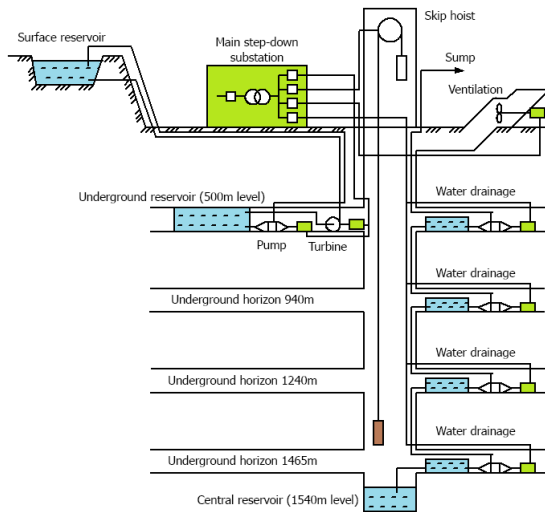 Skip hoist
Surface reservoir
Main step-down
substation
Sump
Ventilation
Underground reservoir (500m level)
Water drainage
Pump
Turbine
Water drainage
Underground horizon 940m
Water drainage
Underground horizon 1240m
Water drainage
Underground horizon 1465m
Central reservoir (1540m level)